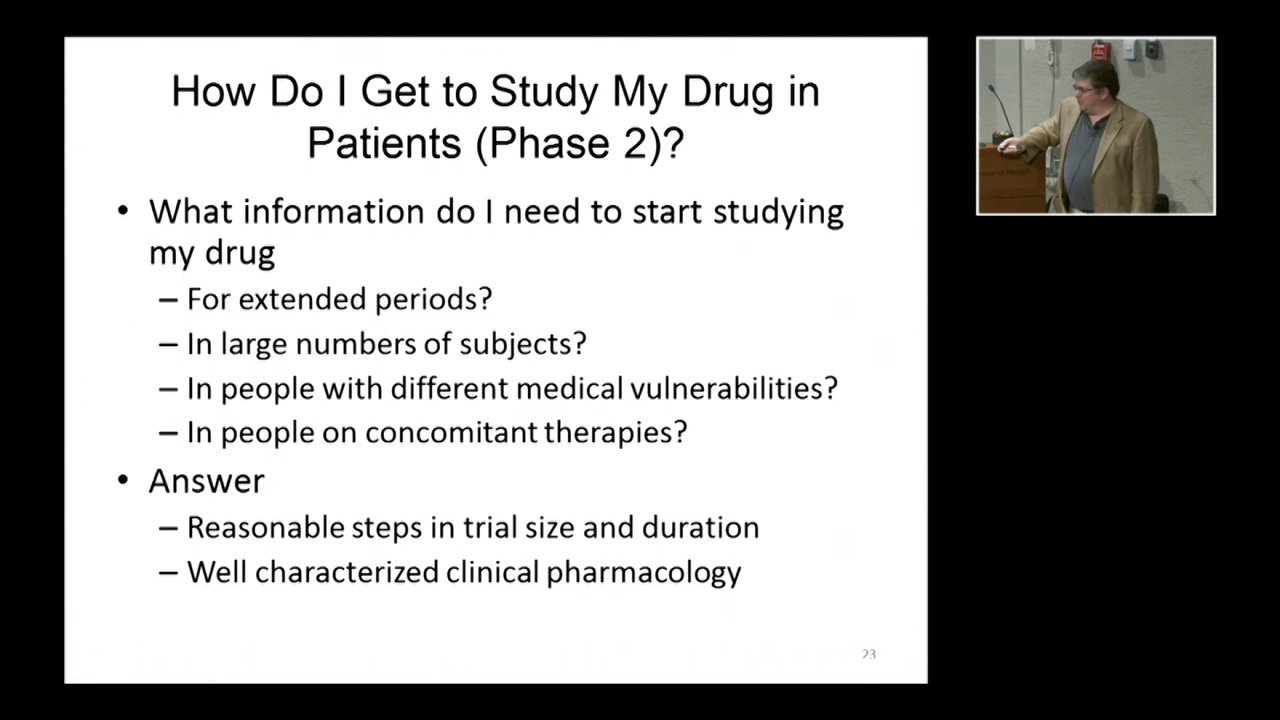 How Do I Get to Study My Drug in
Patients (Phase 2)?
• What information do I need to start studying
my drug
– For extended periods?
– In large numbers of subjects?
– In people with different medical vulnerabilities?
– In people on concomitant therapies?
• Answer
– Reasonable steps in trial size and duration
– Well characterized clinical pharmacology
23